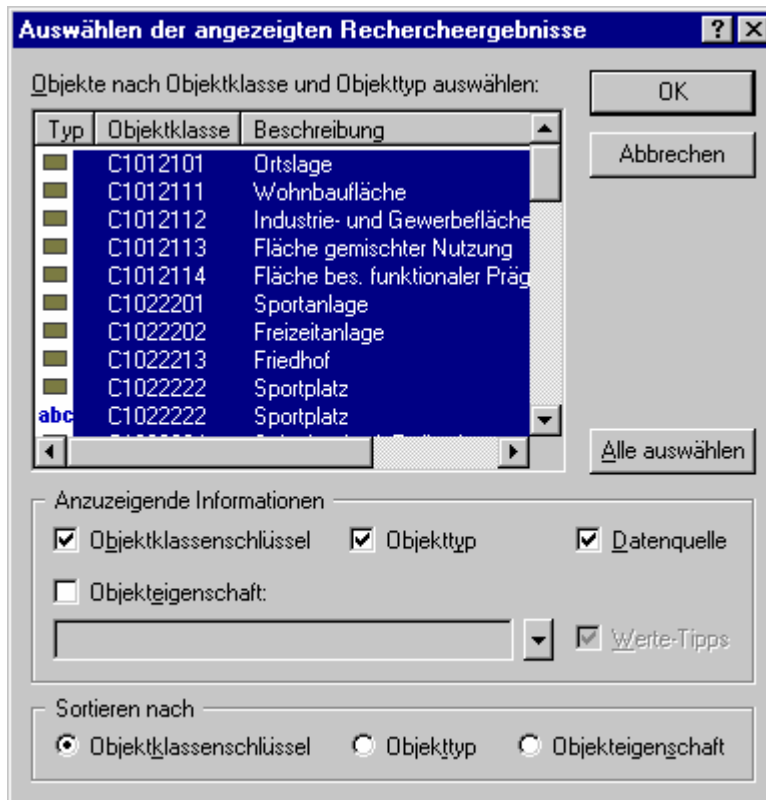 Auswählen der angezeigten Rechercheergebnisse
Objekte nach Objektklasse und Objekttyp auswählen:
OK
Abbrechen
Typ Objektklasse Beschreibung
C1012101 Ortslage
C1012111 Wohnbaufläche
C1012112 Industrie- und Gewerbefläche
C1012113 Fläche gemischter Nutzung
C1012114 Fläche bes. funktionaler Präg
C1022201 Sportanlage
C1022202 Freizeitanlage
C1022213 Friedhof
C1022222 Sportplatz
abc C1022222 Sportplatz
Alle auswählen
Anzuzeigende Informationen
Objektklassenschlüssel Objekttyp Datenquelle
Objekteigenschaft:
Werte-Tipps
Sortieren nach
Objektklassenschlüssel Objekttyp Objekteigenschaft